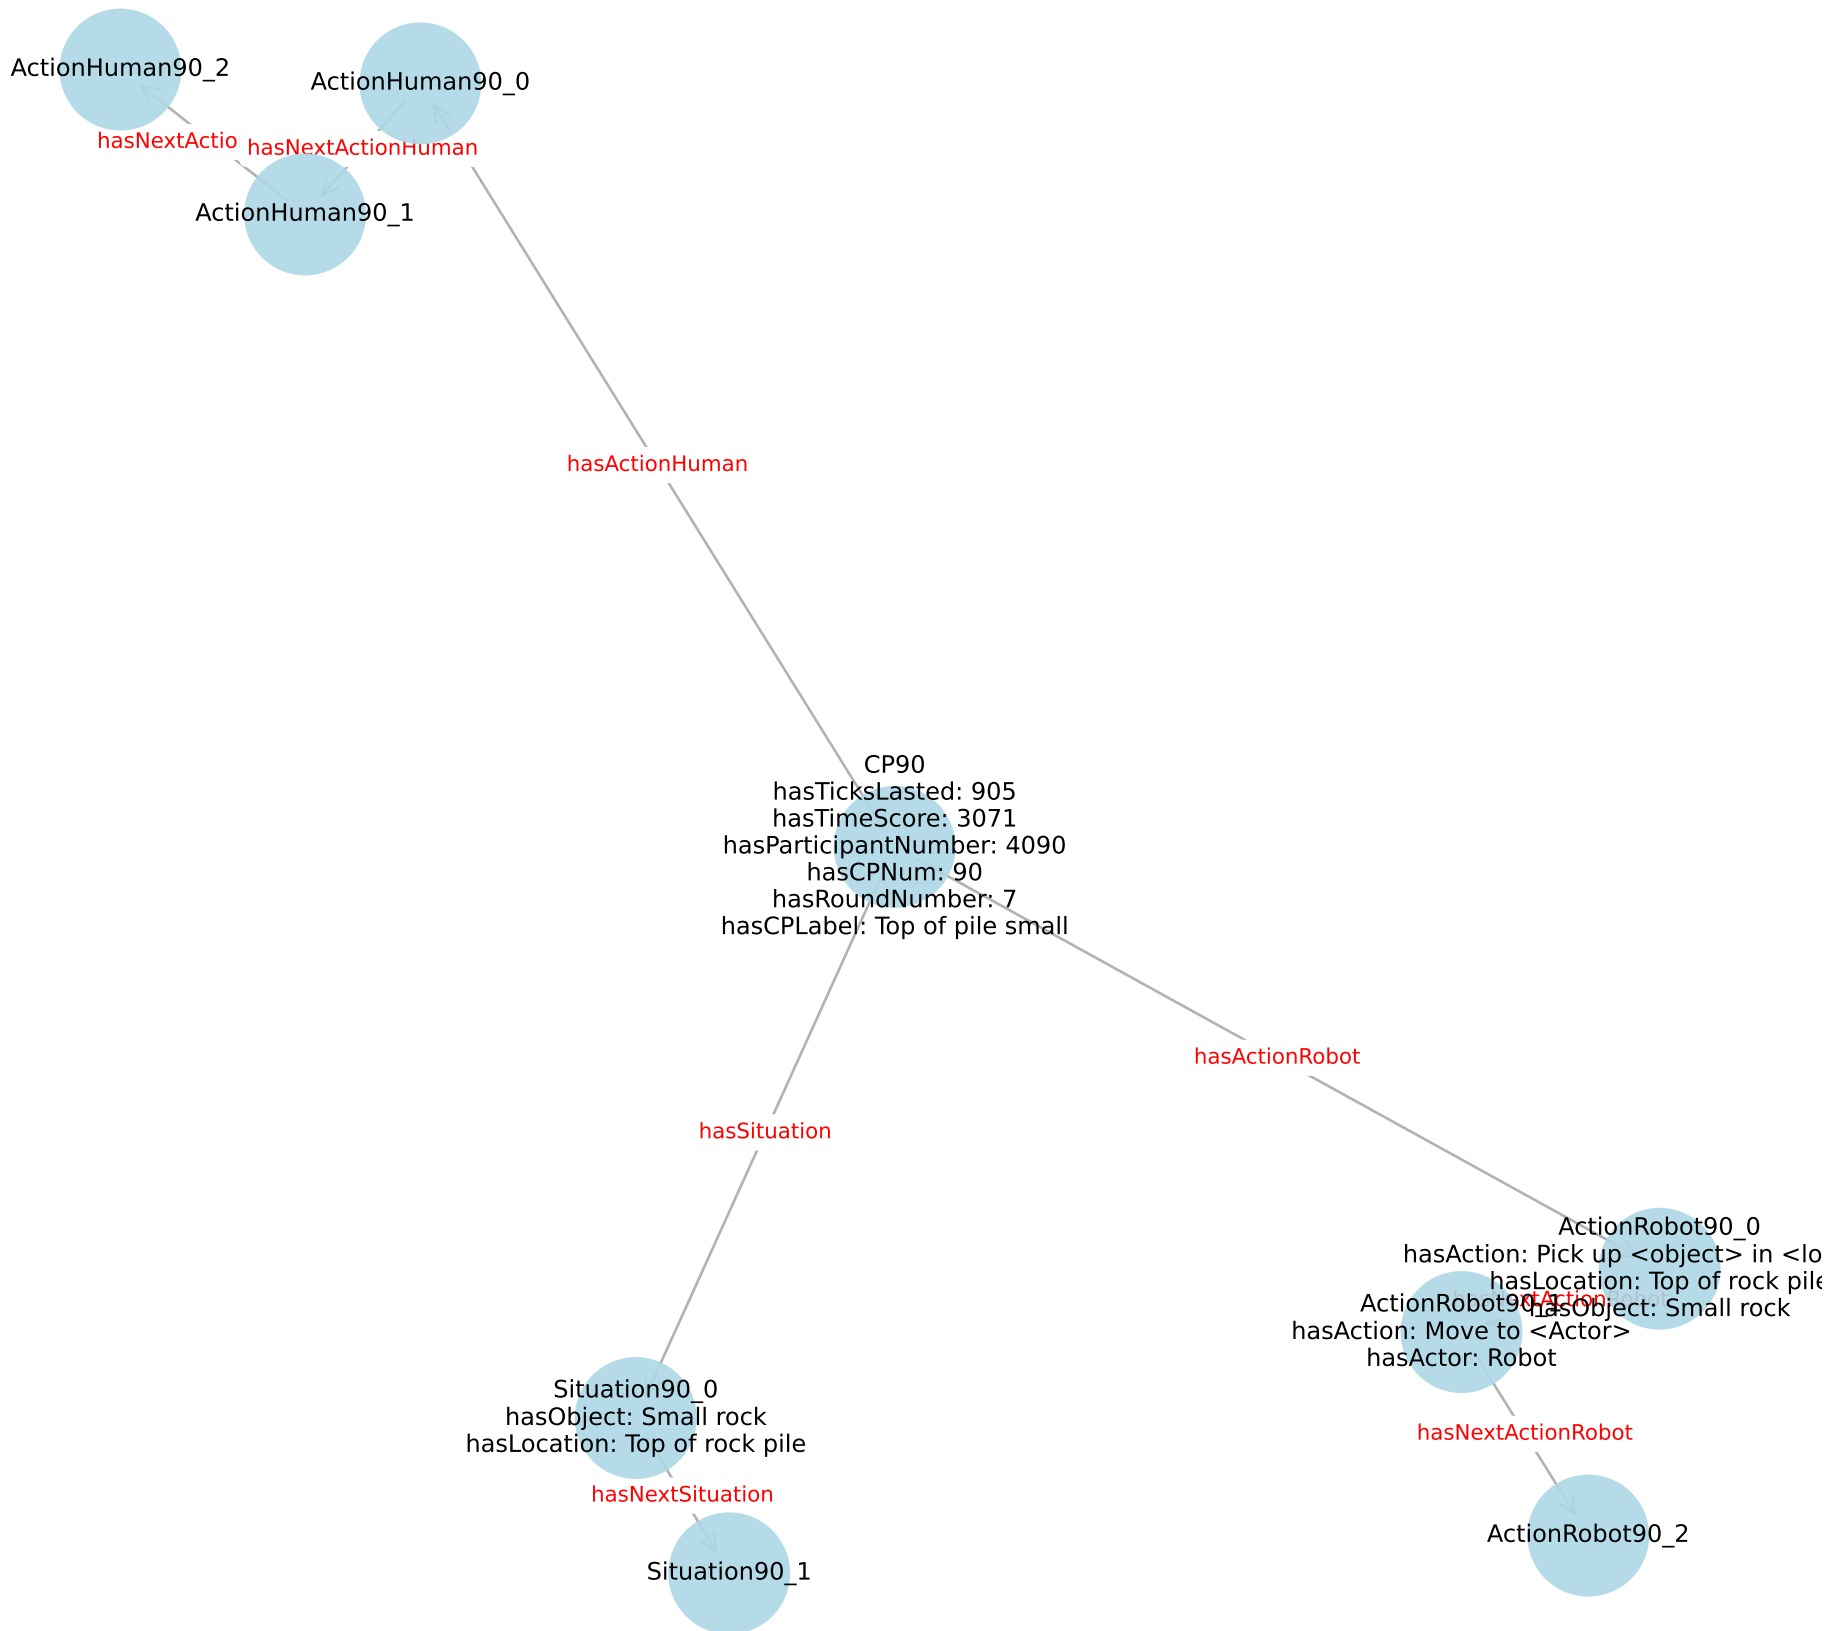 ActionHuman90_2
ActionHuman90_0
hasNextActio
hasNextActionHuman
ActionHuman90_1
hasActionHuman
CP90
hasTicksLasted: 905
hasTimeScore: 3071
hasParticipantNumber: 4090
hasCPNum: 90
hasRoundNumber: 7
hasCPLabel: Top of pile small
hasActionRobot
hasSituation
ActionRobot90_0
hasAction: Pick up <object> in <lo
hasLocation: Top of rock pile
hasObject: Small rock
hasNextActionRobot
ActionRobot90_1
hasAction: Move to <Actor>
hasActor: Robot
Situation90_0
hasObject: Small rock
hasLocation: Top of rock pile
hasNextActionRobot
hasNextSituation
ActionRobot90_2
Situation90_1